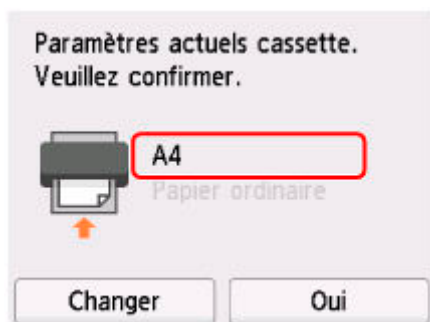 Paramètres actuels cassette.
Veuillez confirmer.
A4
Papier ordinaire
Changer
Oui